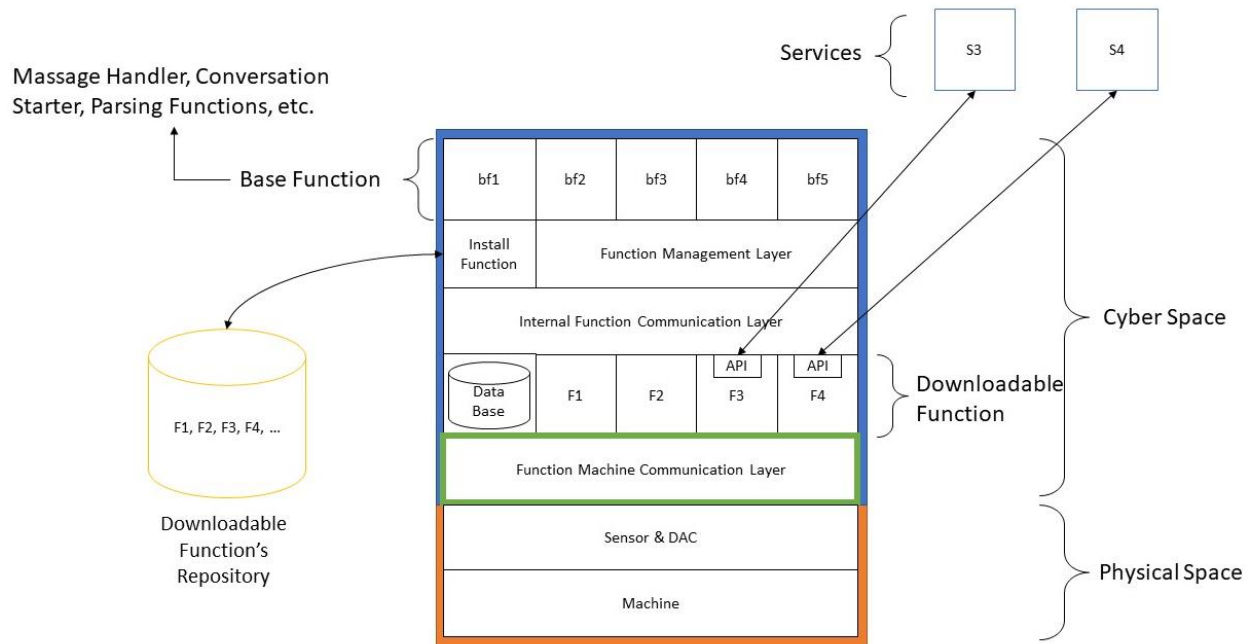 Services
S3
S4
Massage Handler, Conversation
Starter, Parsing Functions, etc.
Base Function
bf1
bf2
bf3
bf4
bf5
Install
Function
Function Management Layer
Internal Function Communication Layer
Cyber Space
Data
Base
F1
F2
API
F3
API
F4
Downloadable
Function
F1, F2, F3, F4, ...
Function Machine Communication Layer
Downloadable
Function's
Repository
Sensor & DAC
Machine
Physical Space